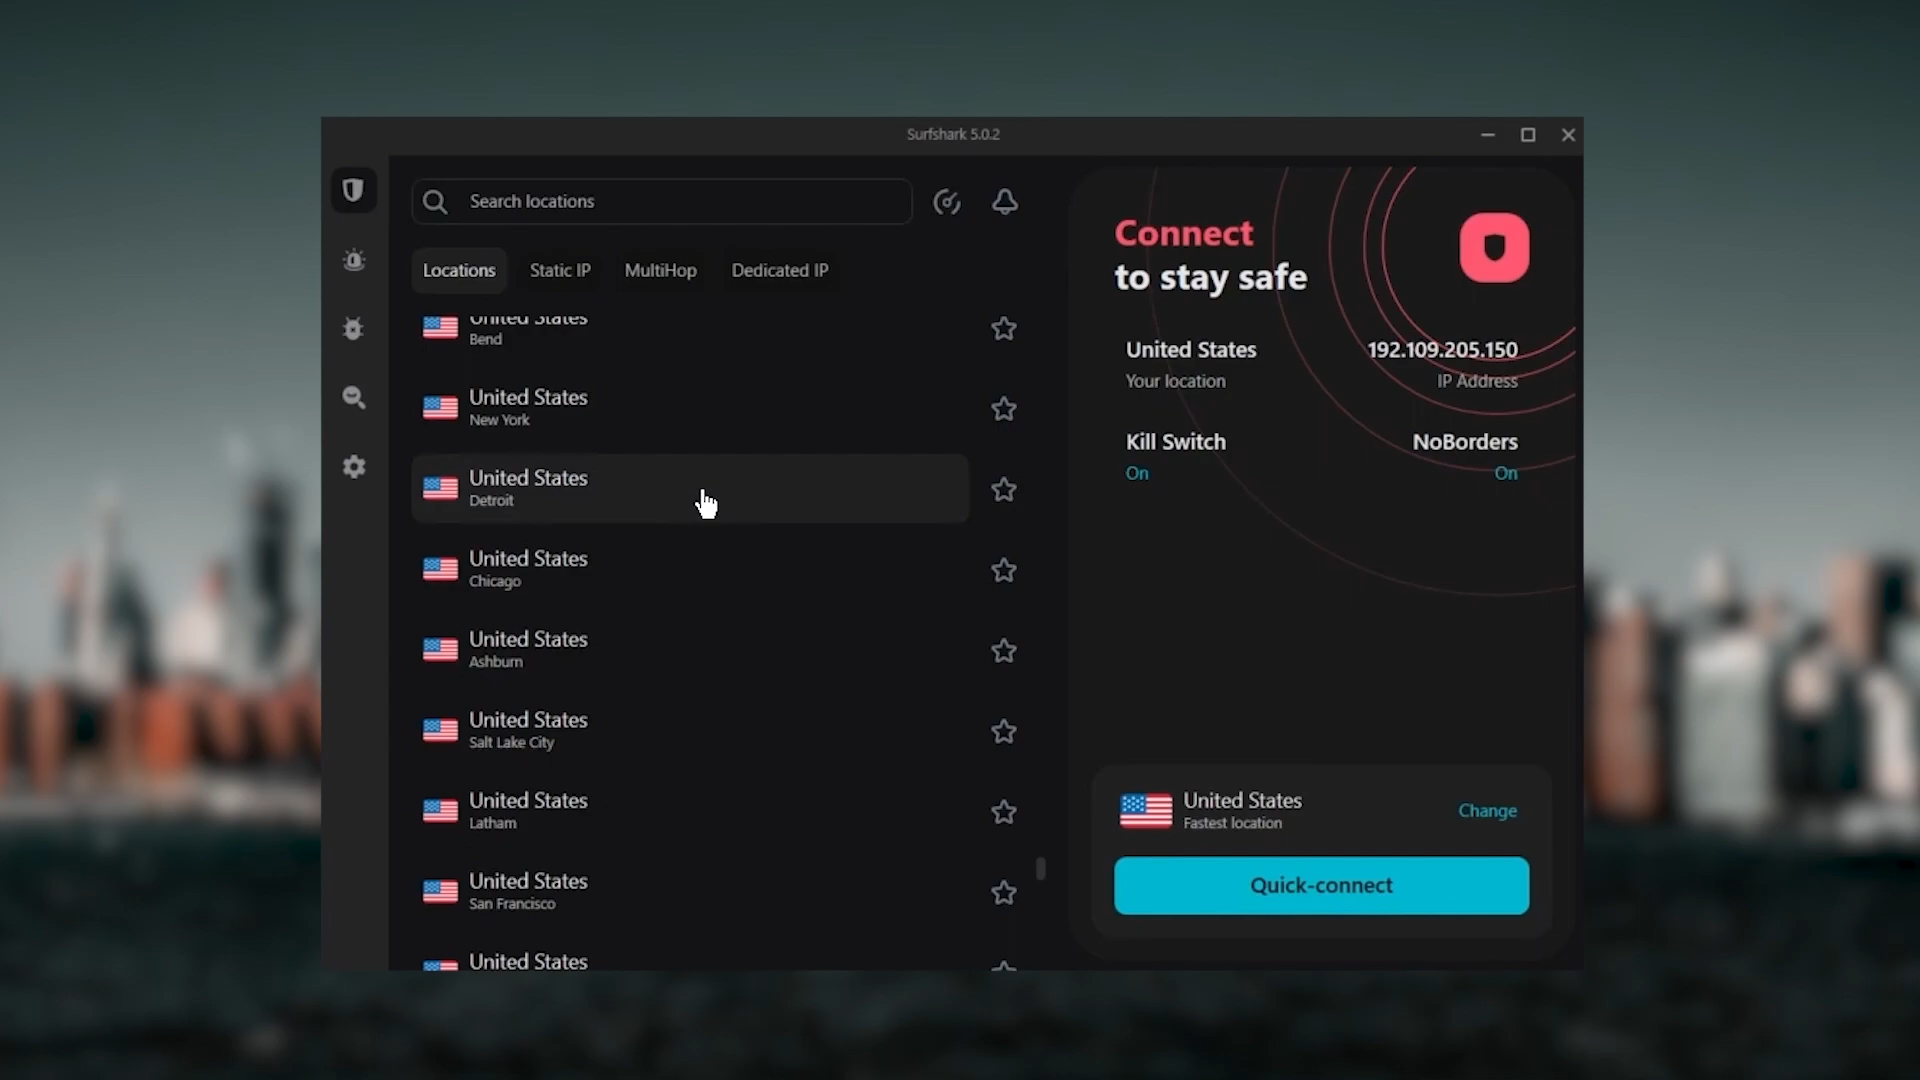 Surfshark 5.0.2
Search locations
Locations Static IP MultiHop Dedicated IP
United States
Bend
United States
New York
United States
Detroit
United States
Chicago
United States
Ashburn
United States
Salt Lake City
United States
Latham
United States
San Francisco
United States
Connect
to stay safe
United States 192.109.205.150
Your location IP Address
Kill Switch NoBorders
On On
United States
Fastest location
Change
Quick-connect